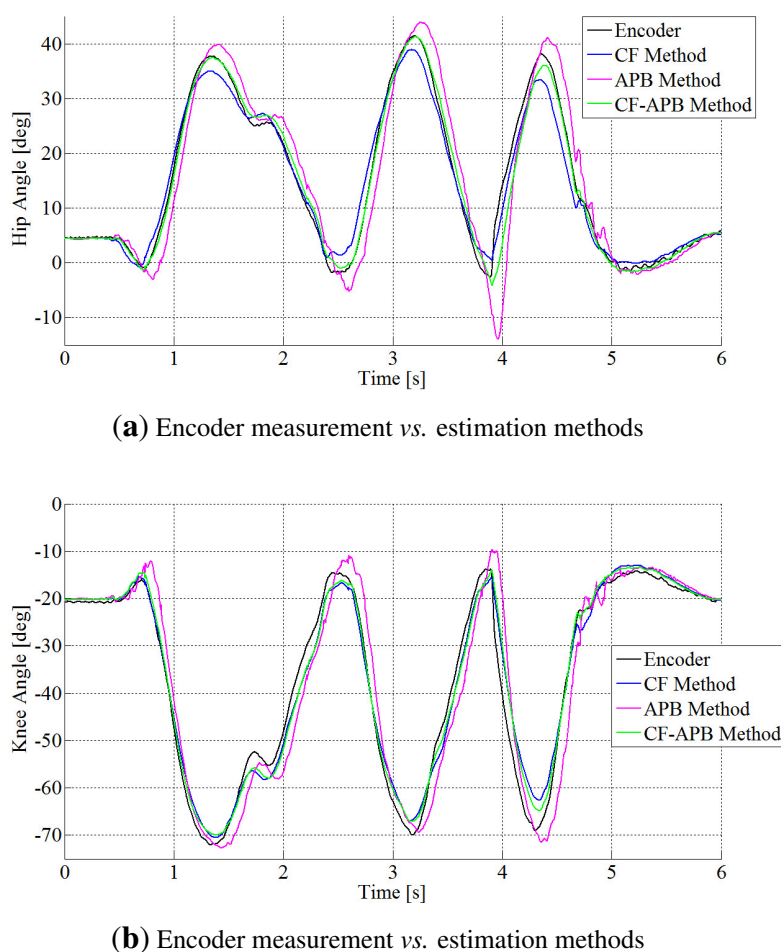 40
30
20
10
0
-10
Hip Angle [deg]
Encoder
CF Method
APB Method
CF-APB Method
0 1 2 3 4 5 6
Time [s]
(a) Encoder measurement vs. estimation methods
0
-10
-20
-30
-40
-50
-60
-70
Knee Angle [deg]
Encoder
CF Method
APB Method
CF-APB Method
0 1 2 3 4 5 6
Time [s]
(b) Encoder measurement vs. estimation methods